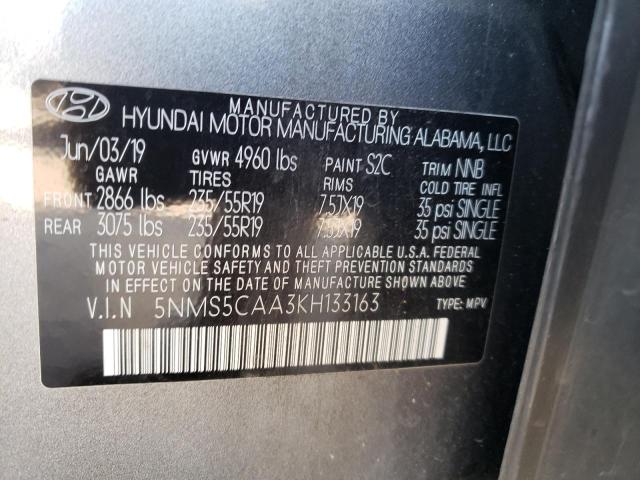 MANUFACTURED BY
HYUNDAI MOTOR MANUFACTURING ALABAMA, LLC
Jun/03/19 GVWR 4960 lbs PAINT S2C TRIM NNB
GAWR TIRES RIMS COLD TIRE INFL
FRONT 2866 lbs 235/55R19 7.5JX19 35 psi SINGLE
REAR 3075 lbs 235/55R19 7.5JX19 35 psi SINGLE
THIS VEHICLE CONFORMS TO ALL APPLICABLE U.S.A. FEDERAL
MOTOR VEHICLE SAFETY BUMPER AND THEFT PREVENTION STANDARDS
IN EFFECT ON THE DATE OF MANUFACTURE SHOWN ABOVE.
V.I.N 5NMS5CAA3KH133163 TYPE: MPV